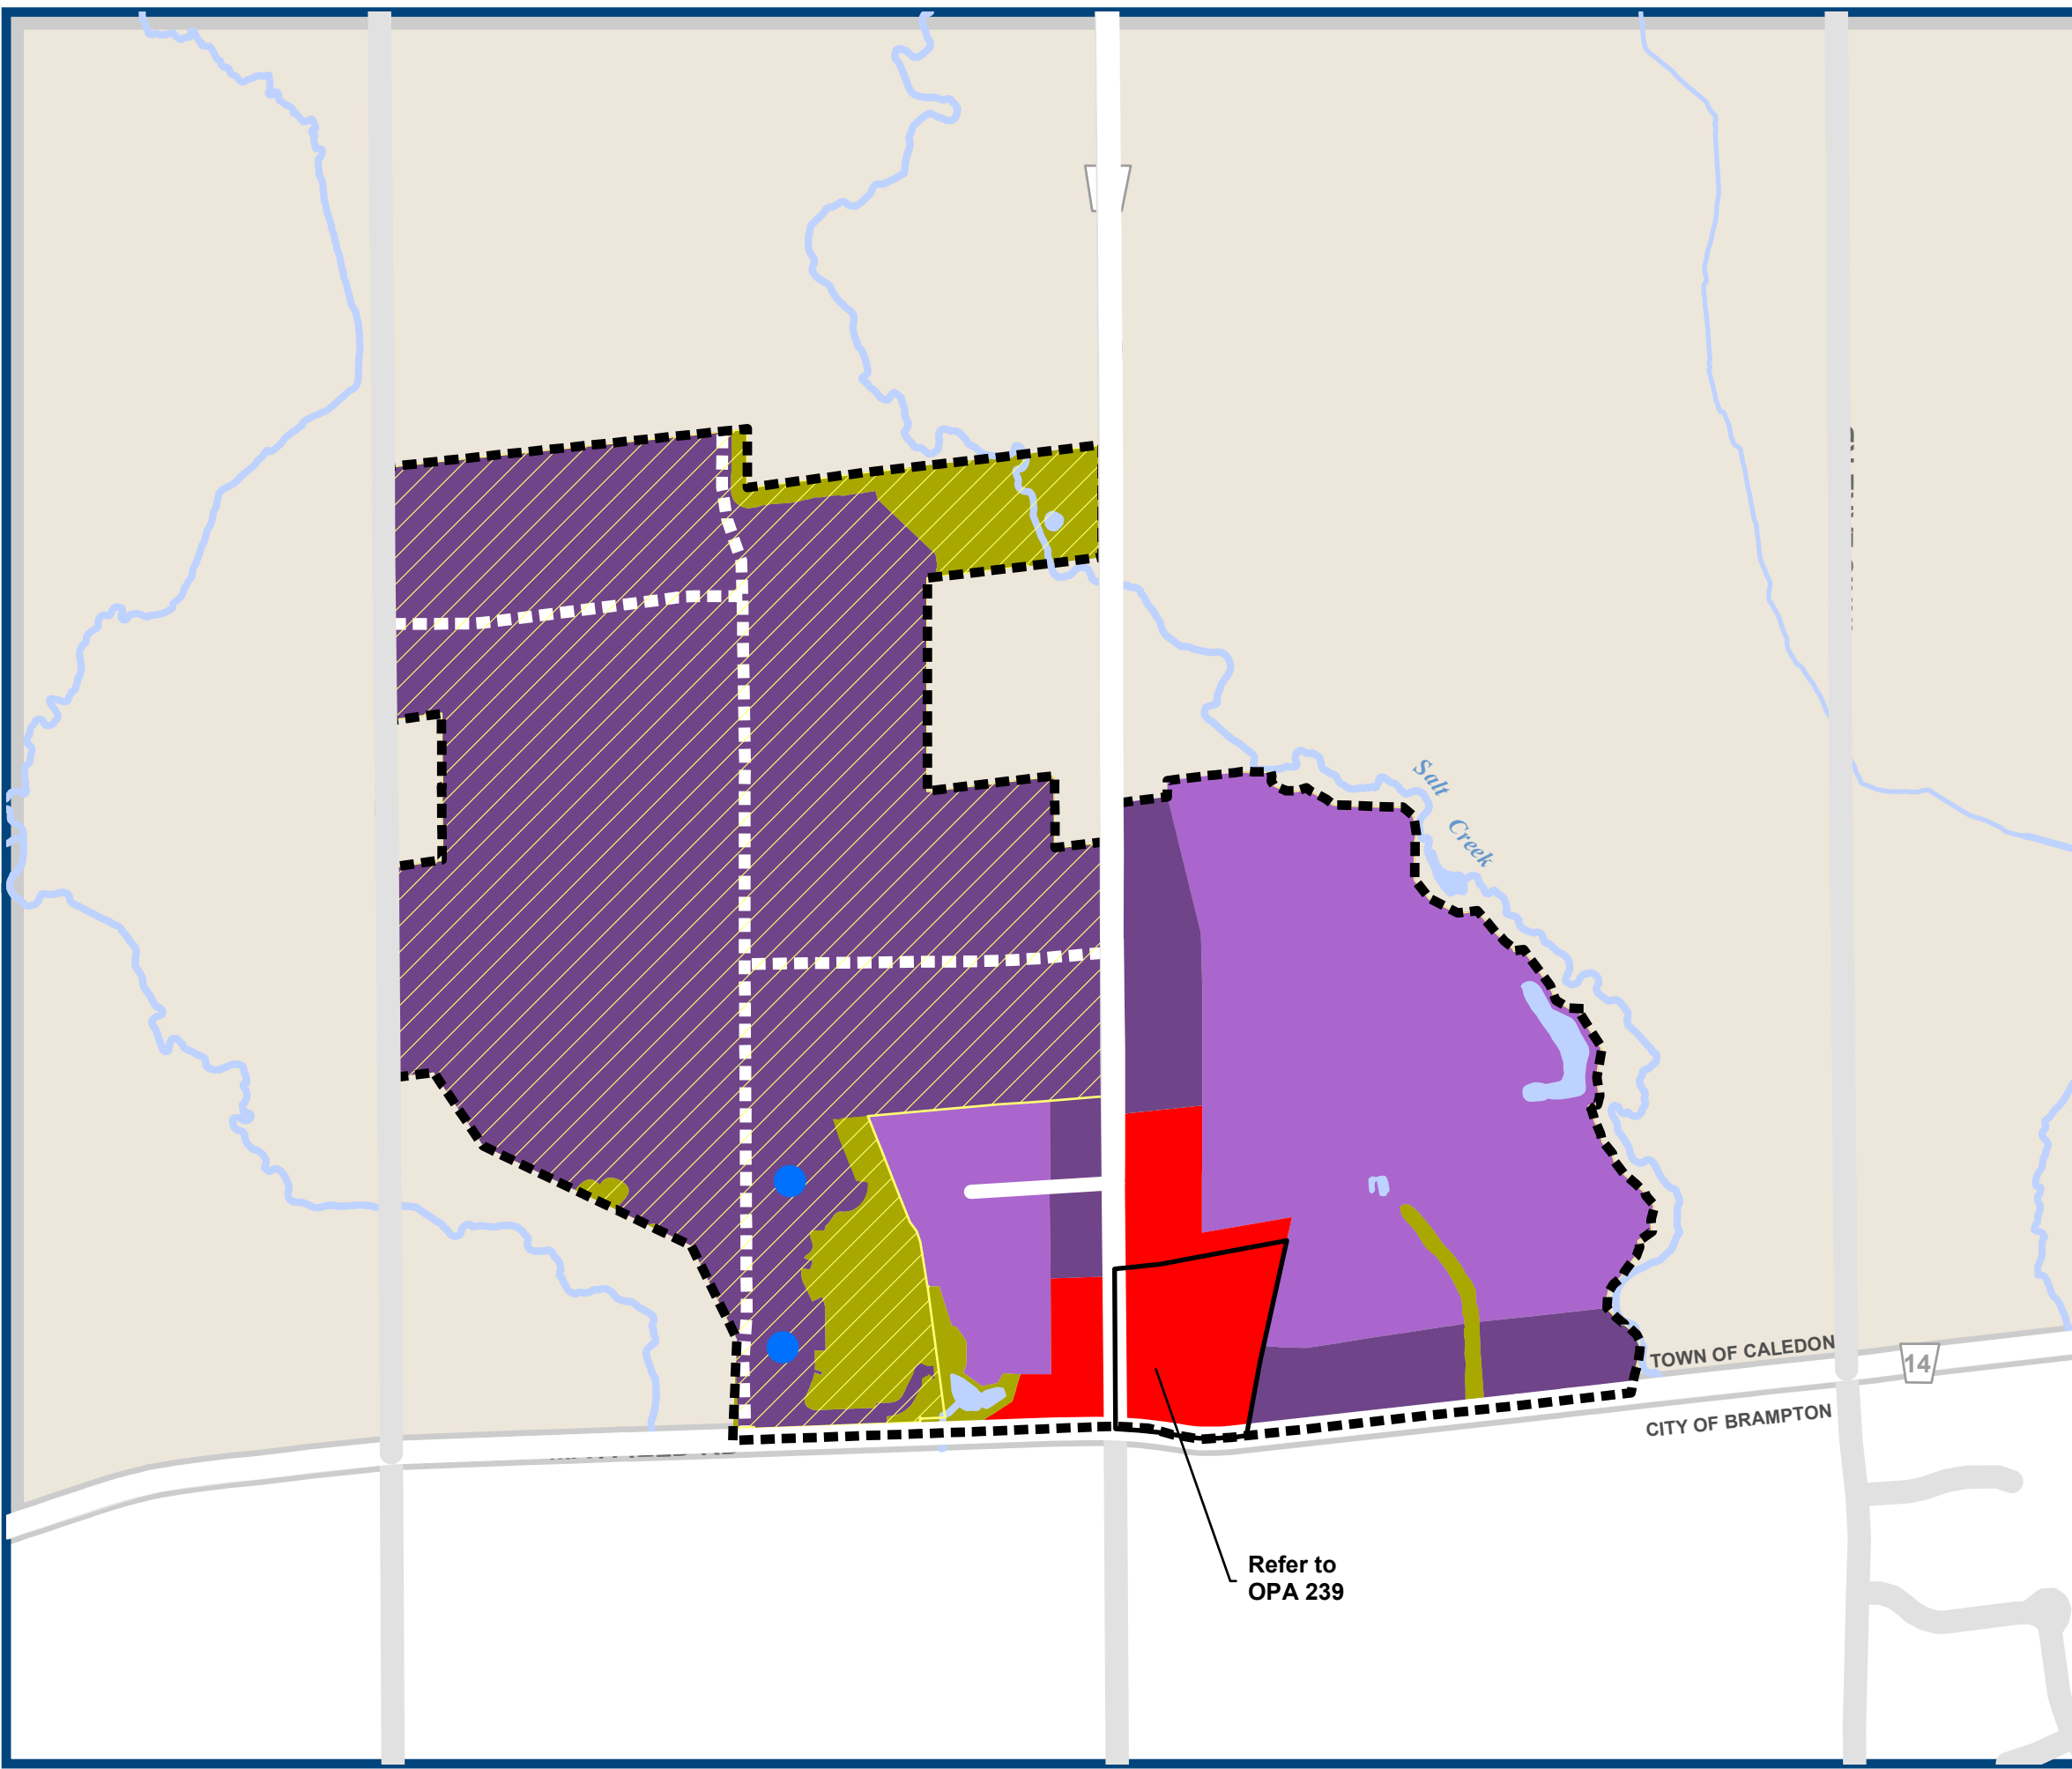 Salt
Creek
TOWN OF CALEDON
14
CITY OF BRAMPTON
Refer to
OPA 239